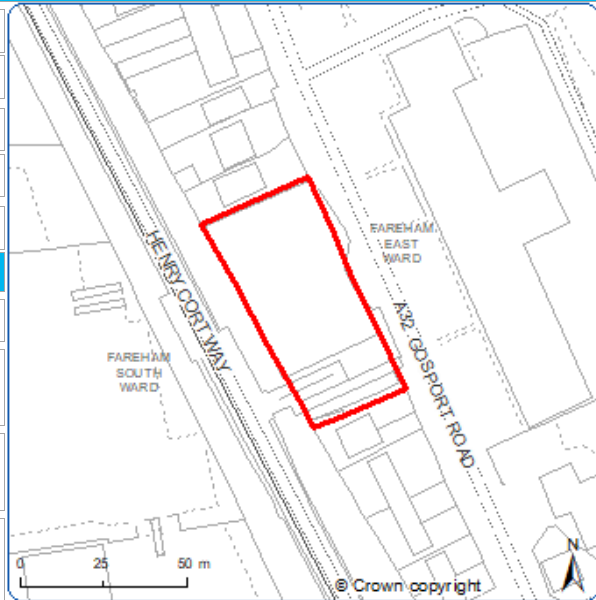 FAREHAM
EAST
WARD
HENRY CORT WAY
A32 GOSPORT ROAD
FAREHAM
SOUTH
WARD
N
0 25 50 m
© Crown copyright